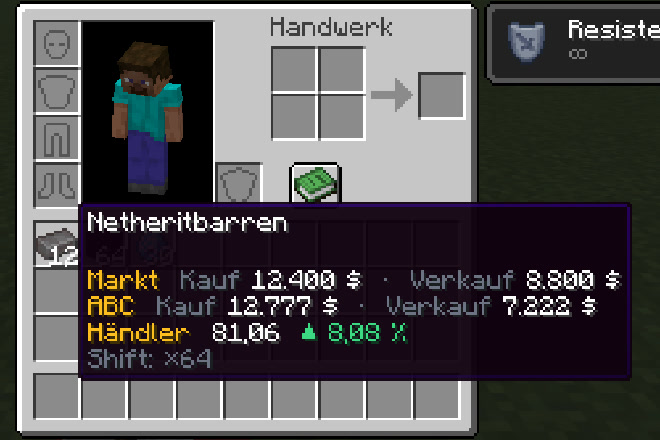 Handwerk
Resiste
∞
Netheritbarren
12
Markt Kauf 12.400 $ · Verkauf 8.800 $
ABC Kauf 12.777 $ · Verkauf 7.222 $
Händler 81,06 ▲ 8,08 %
Shift: ×64